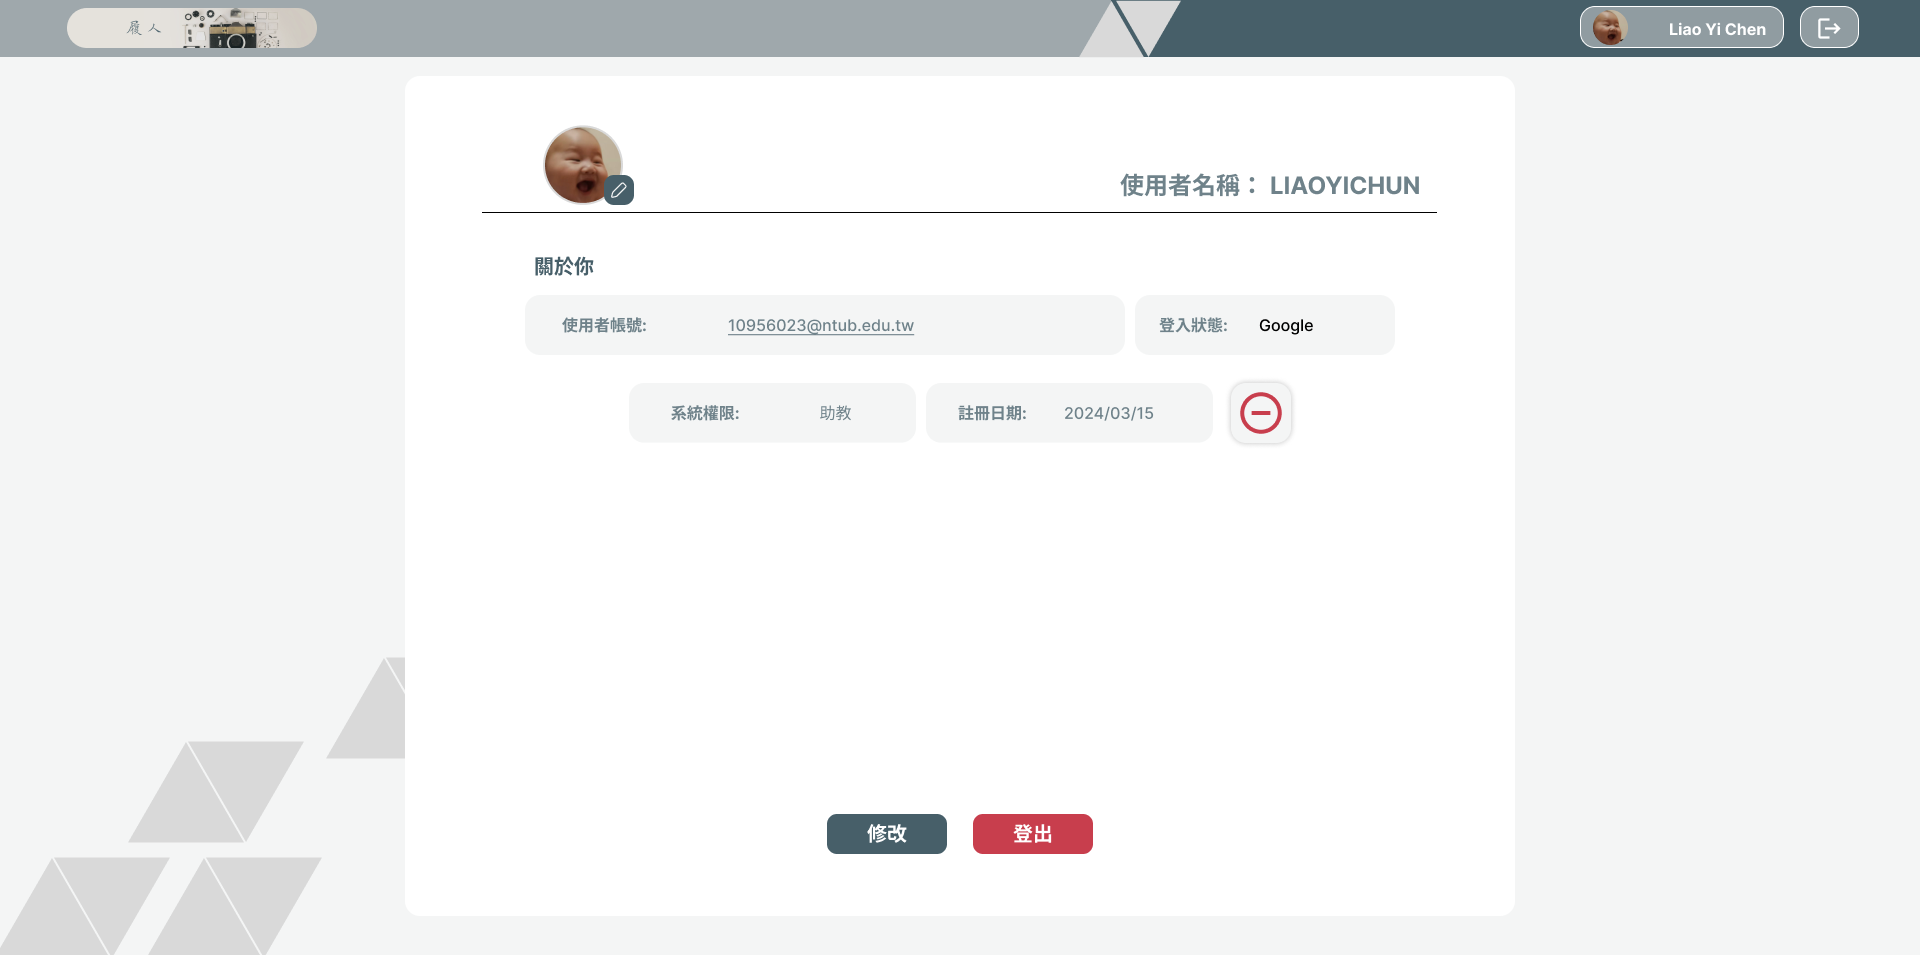 履人
Liao Yi Chen
使用者名稱： LIAOYICHUN
關於你
使用者帳號: 10956023@ntub.edu.tw 登入狀態: Google
系統權限: 助教 註冊日期: 2024/03/15
修改 登出